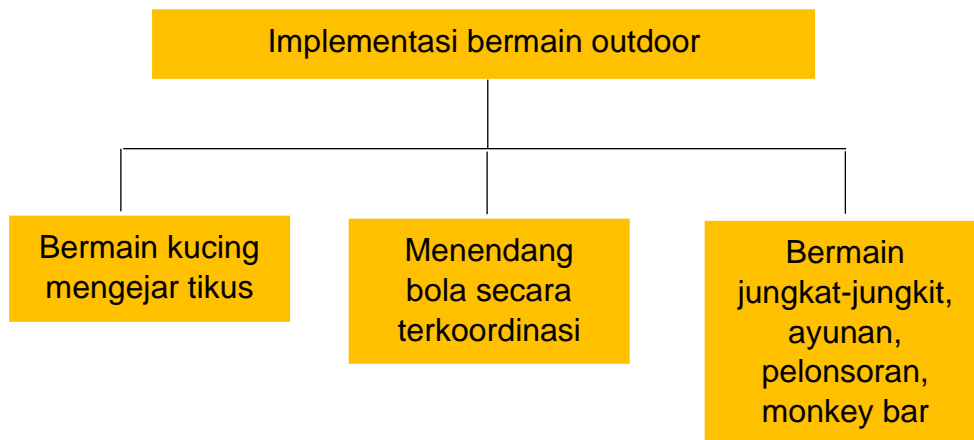 Implementasi bermain outdoor
Bermain kucing
mengejar tikus
Menendang
bola secara
terkoordinasi
Bermain
jungkat-jungkit,
ayunan,
pelonsoran,
monkey bar